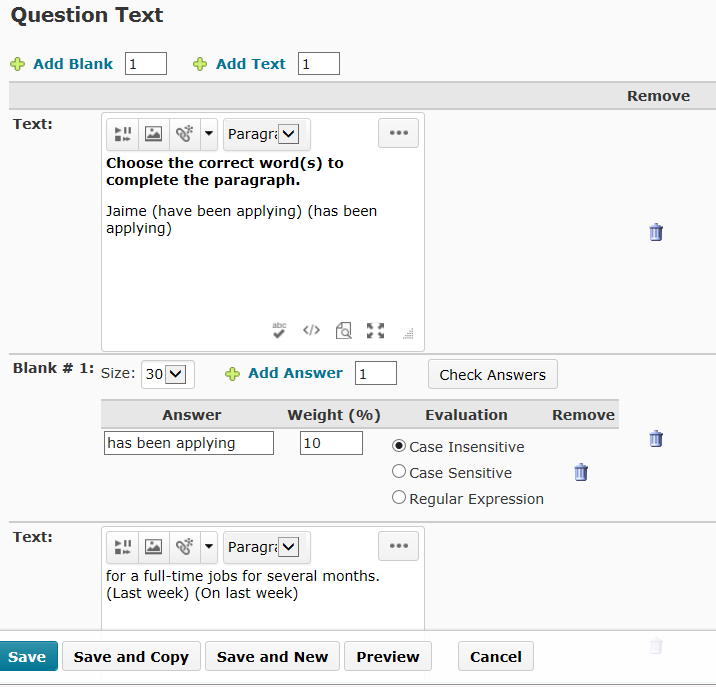 Question Text
Add Blank 1 Add Text 1
Remove
Text:
Paragra
Choose the correct word(s) to
complete the paragraph.
Jaime (have been applying) (has been
applying)
abc
Blank # 1: Size: 30 Add Answer 1 Check Answers
Answer Weight (%) Evaluation Remove
has been applying 10 Case Insensitive
Case Sensitive
Regular Expression
Text:
Paragra
for a full-time jobs for several months.
(Last week) (On last week)
Save Save and Copy Save and New Preview Cancel